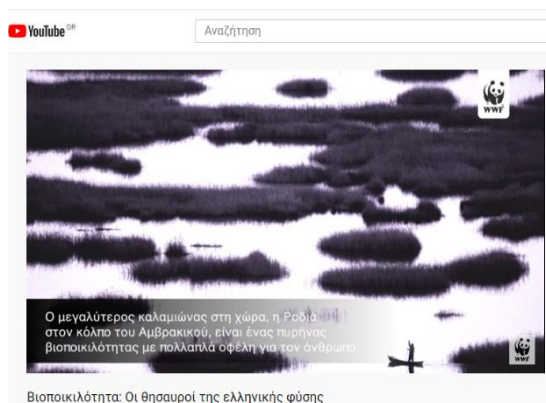 YouTube GR
Αναζήτηση
WWF
Ο μεγαλύτερος καλαμιώνας στη χώρα, η Ροδιά
στον κόλπο του Αμβρακικού, είναι ένας πυρήνας
βιοποικιλότητας με πολλαπλά οφέλη για τον άνθρωπο.
WWF
Βιοποικιλότητα: Οι θησαυροί της ελληνικής φύσης